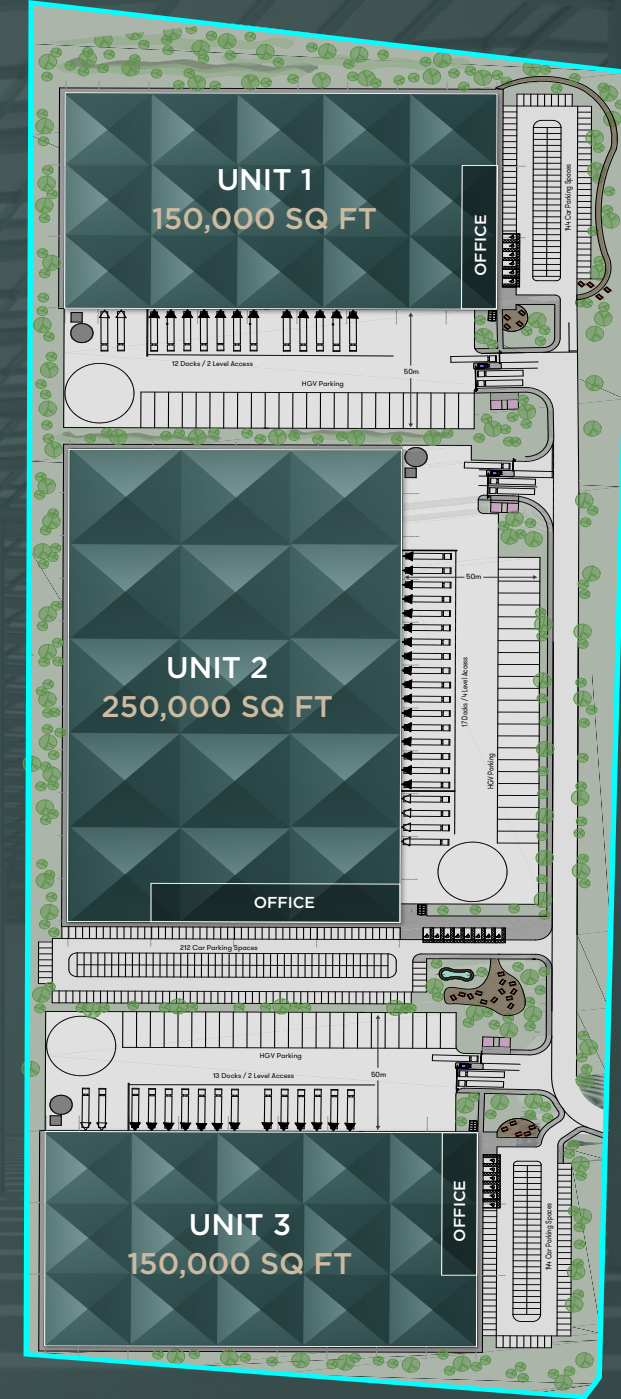 UNIT 1
150,000 SQ FT
OFFICE
144 Car Parking Spaces
12 Docks / 2 Level Access
50m
HGV Parking
UNIT 2
250,000 SQ FT
OFFICE
50m
17 Docks / 4 Level Access
HGV Parking
212 Car Parking Spaces
HGV Parking
50m
13 Docks / 2 Level Access
UNIT 3
150,000 SQ FT
OFFICE
144 Car Parking Spaces